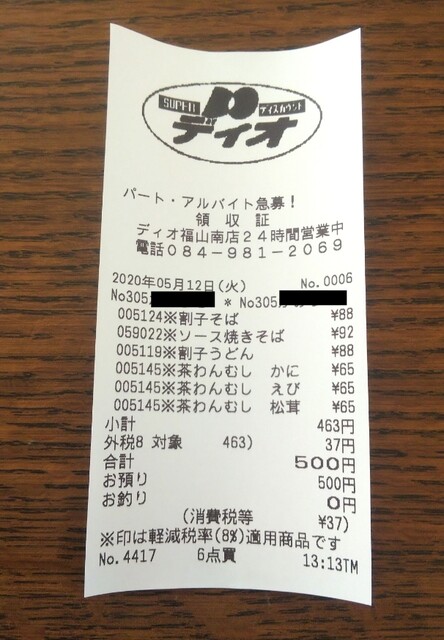 SUPER ディスカウント
ディオ
パート・アルバイト急募!
領 収 証
ディオ福山南店24時間営業中
電話084-981-2069
2020年05月12日(火) No.0006
No305 * No305
005124※割子そば ¥88
059022※ソース焼きそば ¥92
005119※割子うどん ¥88
005145※茶わんむし かに ¥65
005145※茶わんむし えび ¥65
005145※茶わんむし 松茸 ¥65
小計 463円
外税8 対象 463) 37円
合計 500円
お預り 500円
お釣り 0円
(消費税等 ¥37)
※印は軽減税率(8%)適用商品です
No.4417 6点買 13:13TM